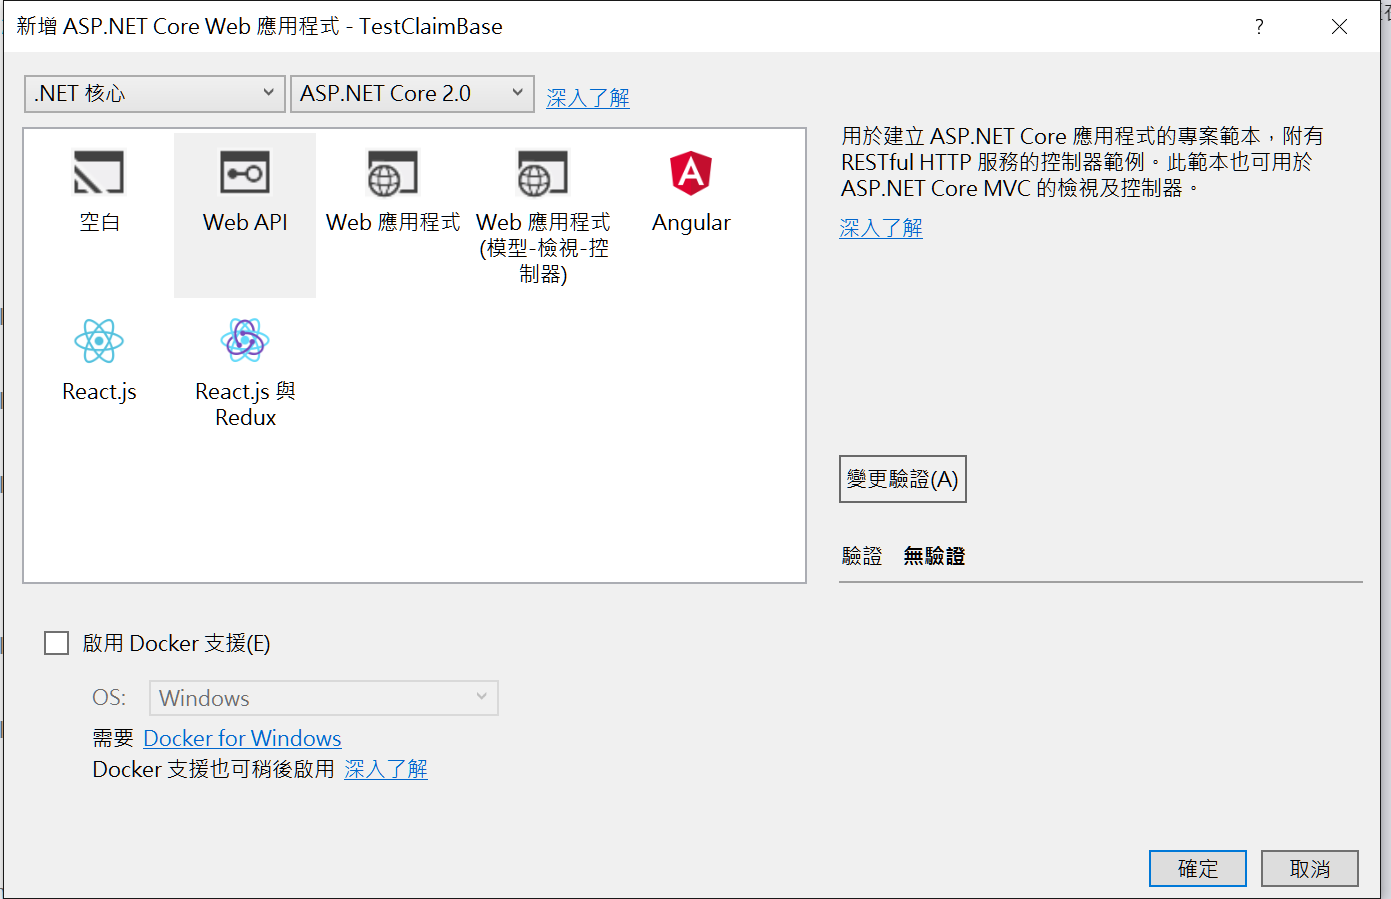 新增 ASP.NET Core Web 應用程式 - TestClaimBase
?
.NET 核心
ASP.NET Core 2.0
深入了解
空白
Web API
Web 應用程式
Web 應用程式
(模型-檢視-控
制器)
Angular
React.js
React.js 與
Redux
用於建立 ASP.NET Core 應用程式的專案範本，附有
RESTful HTTP 服務的控制器範例。此範本也可用於
ASP.NET Core MVC 的檢視及控制器。
深入了解
變更驗證(A)
驗證 無驗證
啟用 Docker 支援(E)
OS: Windows
需要 Docker for Windows
Docker 支援也可稍後啟用 深入了解
確定
取消